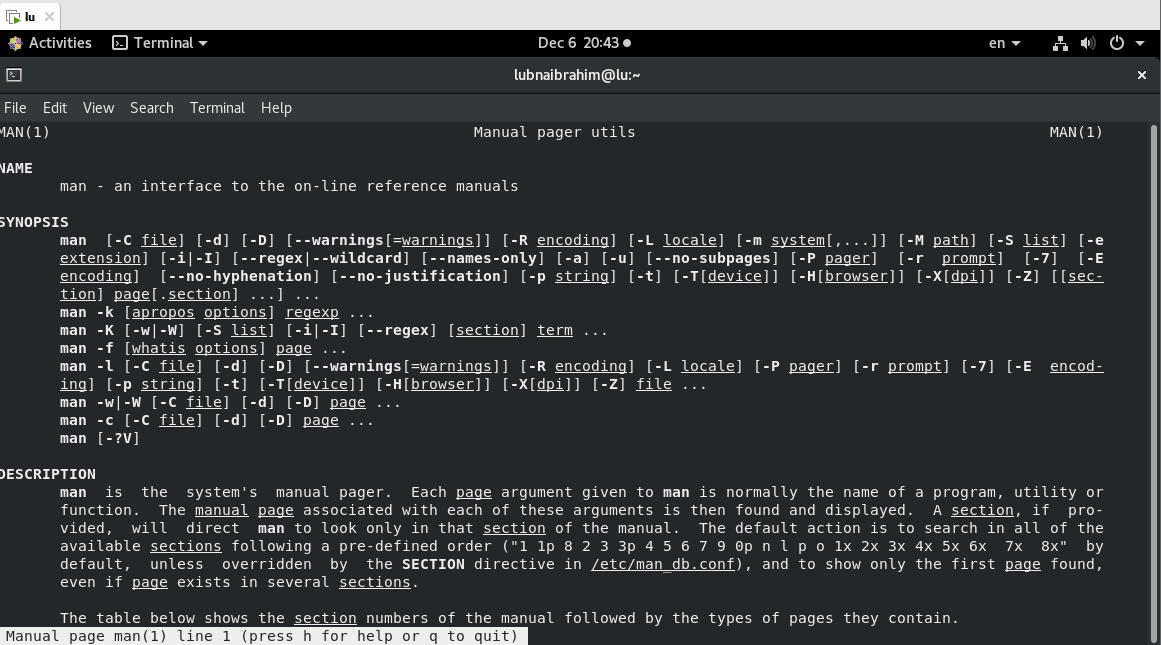 lu
Activities Terminal Dec 6 20:43 en
lubnaibrahim@lu:~
File Edit View Search Terminal Help
MAN(1) Manual pager utils MAN(1)
NAME
man - an interface to the on-line reference manuals
SYNOPSIS
man [-C file] [-d] [-D] [--warnings[=warnings]] [-R encoding] [-L locale] [-m system[,...]] [-M path] [-S list] [-e
extension] [-i|-I] [--regex|--wildcard] [--names-only] [-a] [-u] [--no-subpages] [-P pager] [-r prompt] [-7] [-E
encoding] [--no-hyphenation] [--no-justification] [-p string] [-t] [-T[device]] [-H[browser]] [-X[dpi]] [-Z] [[sec-
tion] page[.section] ...] ...
man -k [apropos options] regexp ...
man -K [-w|-W] [-S list] [-i|-I] [--regex] [section] term ...
man -f [whatis options] page ...
man -l [-C file] [-d] [-D] [--warnings[=warnings]] [-R encoding] [-L locale] [-P pager] [-r prompt] [-7] [-E encod-
ing] [-p string] [-t] [-T[device]] [-H[browser]] [-X[dpi]] [-Z] file ...
man -w|-W [-C file] [-d] [-D] page ...
man -c [-C file] [-d] [-D] page ...
man [-?V]
DESCRIPTION
man is the system's manual pager. Each page argument given to man is normally the name of a program, utility or
function. The manual page associated with each of these arguments is then found and displayed. A section, if pro-
vided, will direct man to look only in that section of the manual. The default action is to search in all of the
available sections following a pre-defined order ("1 1p 8 2 3 3p 4 5 6 7 9 0p n l p o 1x 2x 3x 4x 5x 6x 7x 8x" by
default, unless overridden by the SECTION directive in /etc/man_db.conf), and to show only the first page found,
even if page exists in several sections.
The table below shows the section numbers of the manual followed by the types of pages they contain.
Manual page man(1) line 1 (press h for help or q to quit)